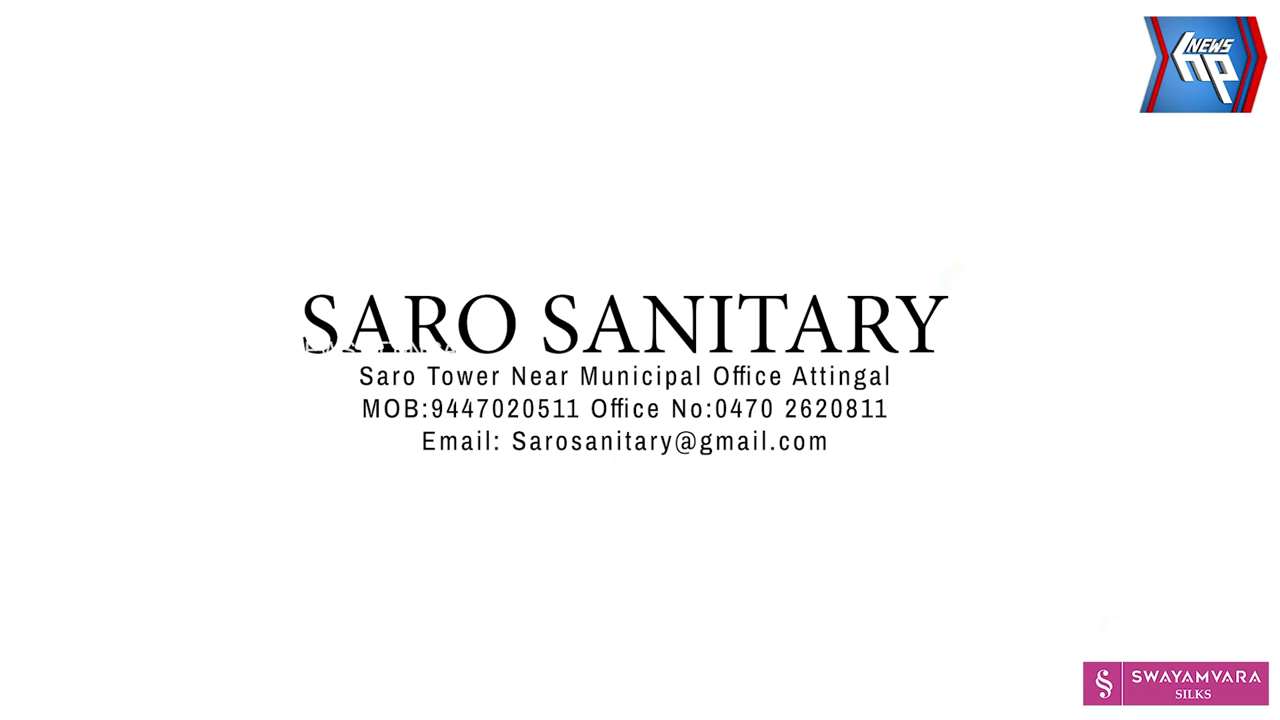 NEWS
hp
SARO SANITARY
Saro Tower Near Municipal Office Attingal
MOB:9447020511 Office No:0470 2620811
Email: Sarosanitary@gmail.com
SWAYAMVARA
SILKS